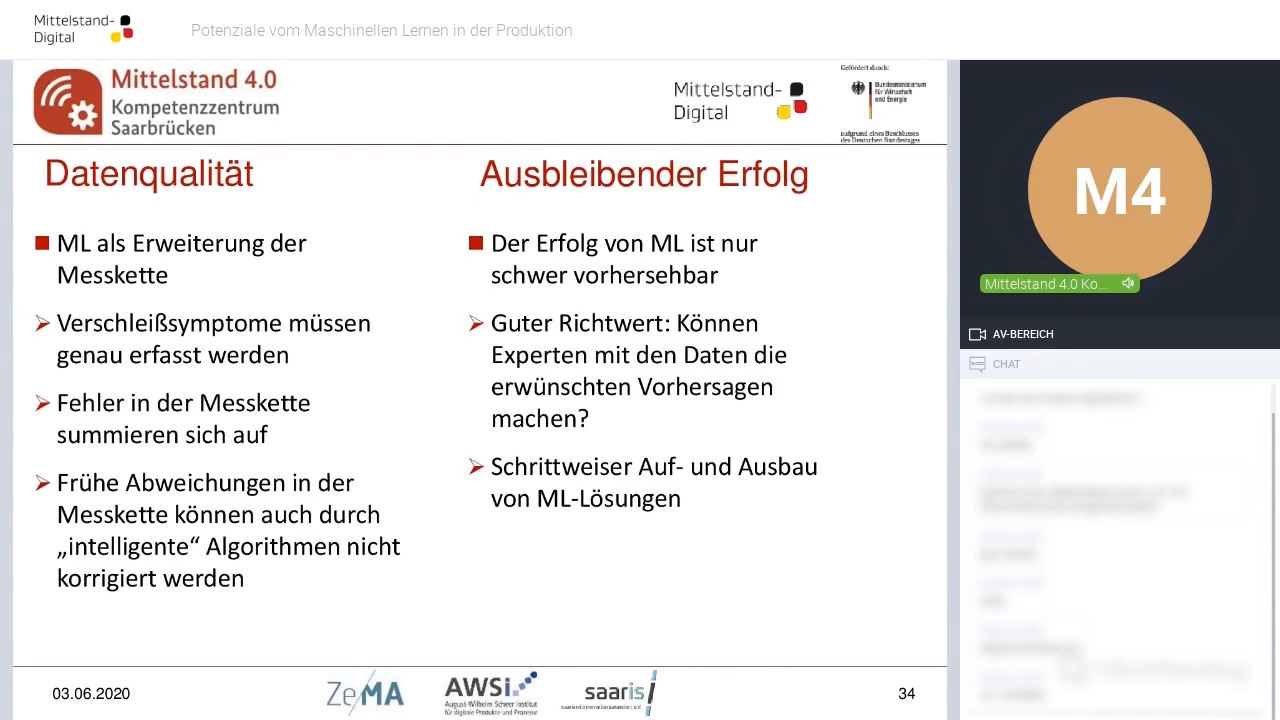 Mittelstand-
Digital
Potenziale vom Maschinellen Lernen in der Produktion
Mittelstand 4.0
Kompetenzzentrum
Saarbrücken
Mittelstand-
Digital
Gefördert durch:
Bundesministerium
für Wirtschaft
und Energie
aufgrund eines Beschlusses
des Deutschen Bundestages
Datenqualität
ML als Erweiterung der
Messkette
Verschleißsymptome müssen
genau erfasst werden
Fehler in der Messkette
summieren sich auf
Frühe Abweichungen in der
Messkette können auch durch
„intelligente“ Algorithmen nicht
korrigiert werden
Ausbleibender Erfolg
Der Erfolg von ML ist nur
schwer vorhersehbar
Guter Richtwert: Können
Experten mit den Daten die
erwünschten Vorhersagen
machen?
Schrittweiser Auf- und Ausbau
von ML-Lösungen
03.06.2020
ZeMA
AWSi
August-Wilhelm Scheer Institut
für digitale Produkte und Prozesse
saaris
saarland.innovation&standort e.V.
34
M4
Mittelstand 4.0 Ko...
AV-BEREICH
CHAT